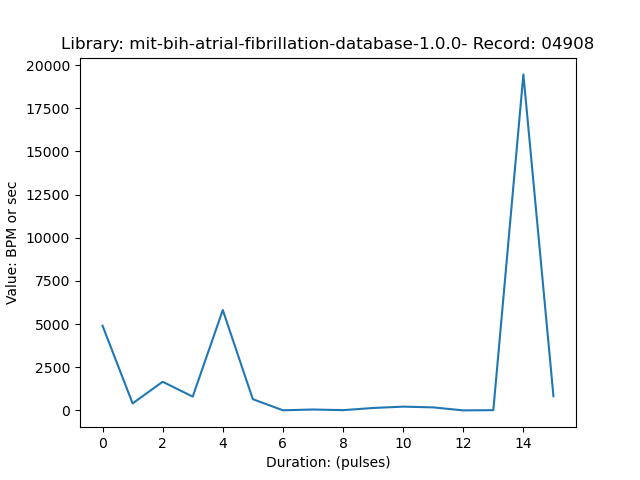 Library: mit-bih-atrial-fibrillation-database-1.0.0- Record: 04908
20000
17500
15000
12500
10000
7500
5000
2500
0
Value: BPM or sec
0 2 4 6 8 10 12 14
Duration: (pulses)